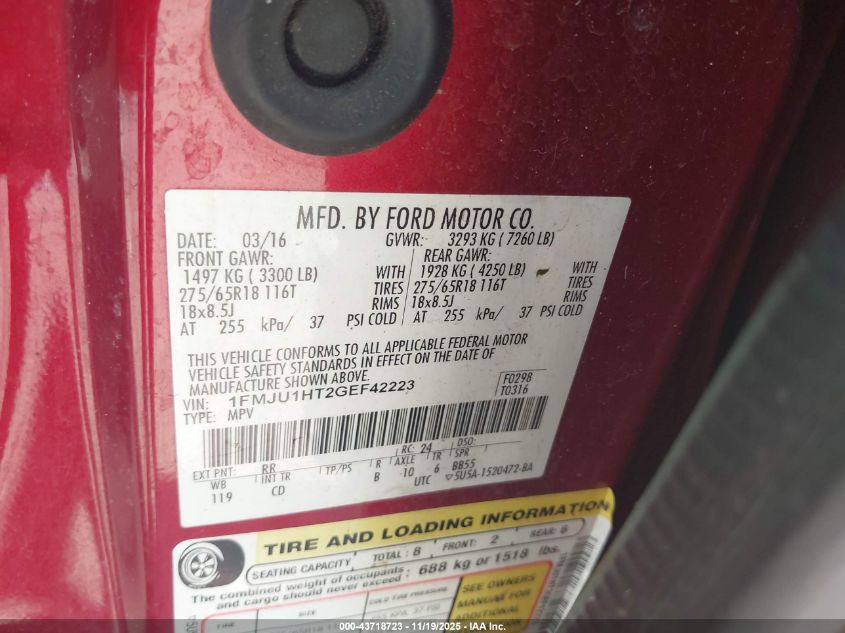 MFD. BY FORD MOTOR CO.
DATE: 03/16 GVWR: 3293 KG ( 7260 LB)
FRONT GAWR: REAR GAWR:
1497 KG ( 3300 LB) WITH 1928 KG ( 4250 LB) WITH
275/65R18 116T TIRES 275/65R18 116T TIRES
18x8.5J RIMS 18x8.5J RIMS
AT 255 kPa/ 37 PSI COLD AT 255 kPa/ 37 PSI COLD
THIS VEHICLE CONFORMS TO ALL APPLICABLE FEDERAL MOTOR
VEHICLE SAFETY STANDARDS IN EFFECT ON THE DATE OF
MANUFACTURE SHOWN ABOVE.
VIN: 1FMJU1HT2GEF42223 F0298
TYPE: MPV T0316
EXT PNT: RR RC: 24 DSO:
WB INT TR TP/PS R AXLE TR SPR
119 CD B 10 6 BB55
UTC ▽5U5A-1520472-BA
TIRE AND LOADING INFORMATION
SEATING CAPACITY TOTAL: 8 FRONT: 2 REAR: 6
The combined weight of occupants
and cargo should never exceed : 688 kg or 1518 lbs.
TIRE SIZE COLD TIRE PRESSURE SEE OWNERS
MANUAL FOR
ADDITIONAL
000-43718723 - 11/19/2025 - IAA Inc.